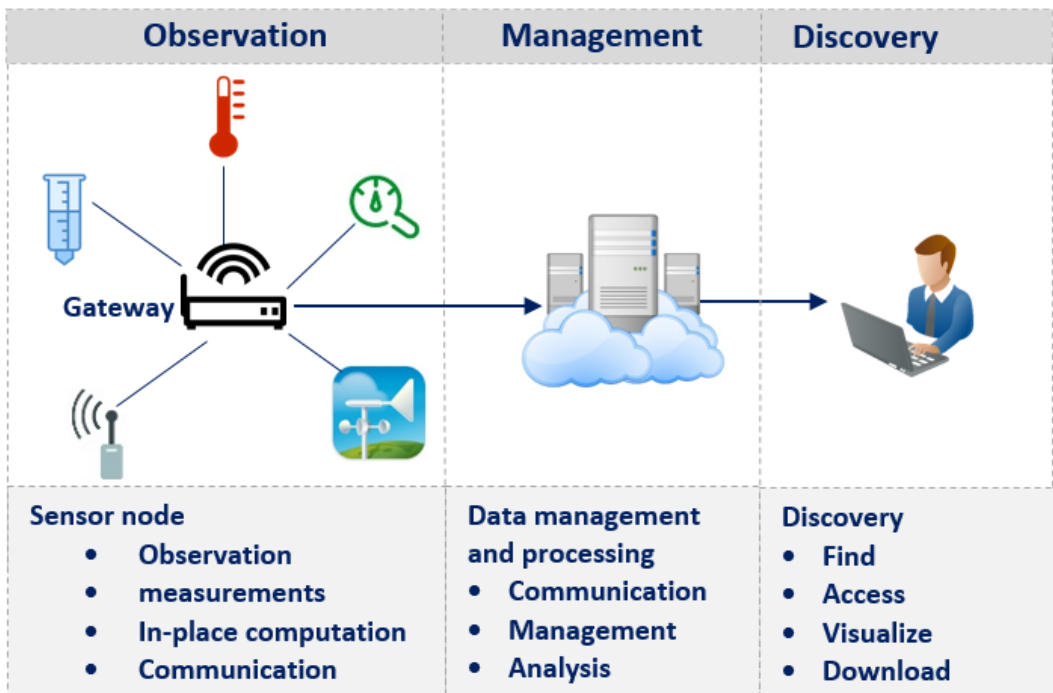 Observation
Management
Discovery
Gateway
Sensor node
• Observation
• measurements
• In-place computation
• Communication
Data management
and processing
• Communication
• Management
• Analysis
Discovery
• Find
• Access
• Visualize
• Download